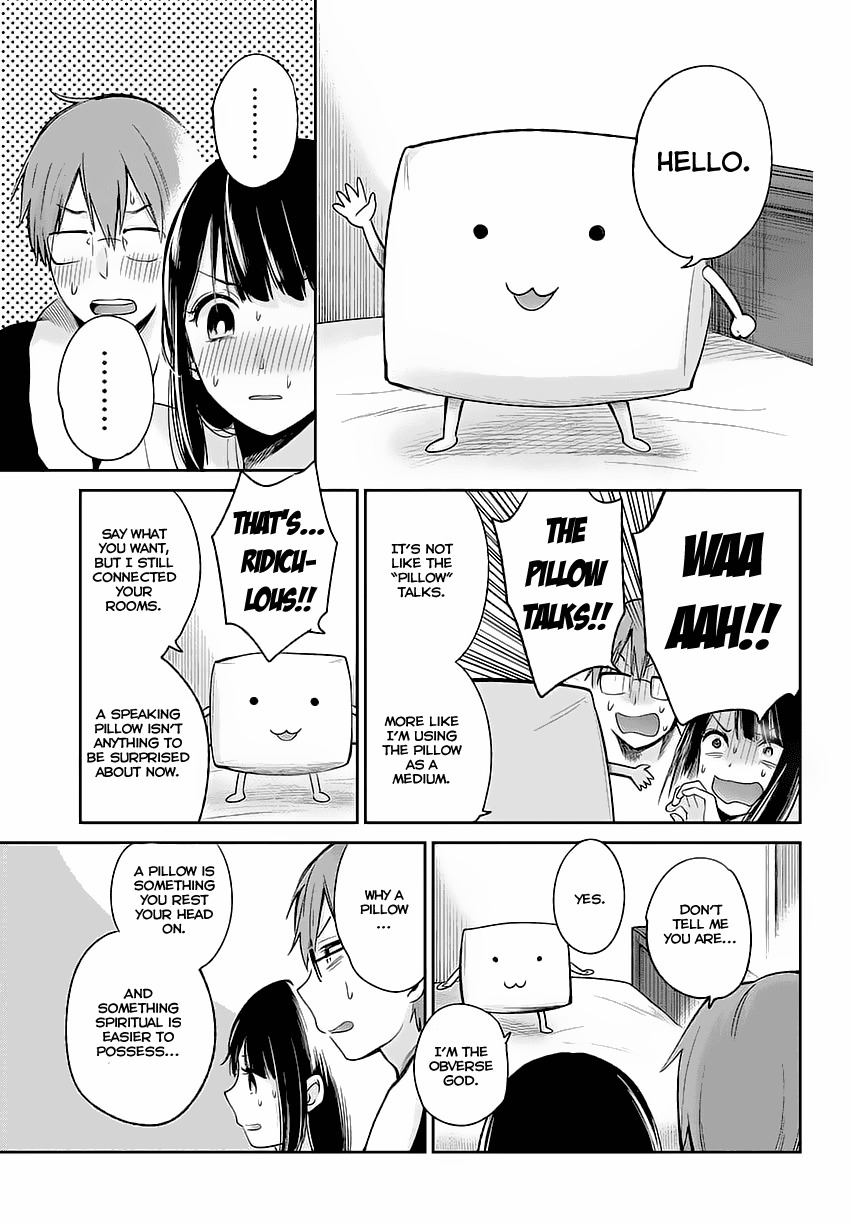 HELLO.
.........
.........
WAA
AAH!!
THE
PILLOW
TALKS!!
IT'S NOT
LIKE THE
"PILLOW"
TALKS.
MORE LIKE
I'M USING
THE PILLOW
AS A
MEDIUM.
THAT'S...
RIDICU-
LOUS!!
SAY WHAT
YOU WANT,
BUT I STILL
CONNECTED
YOUR
ROOMS.
A SPEAKING
PILLOW ISN'T
ANYTHING TO
BE SURPRISED
ABOUT NOW.
DON'T
TELL ME
YOU ARE...
YES.
I'M THE
OBVERSE
GOD.
WHY A
PILLOW
...
A PILLOW IS
SOMETHING
YOU REST
YOUR HEAD
ON.
AND
SOMETHING
SPIRITUAL IS
EASIER TO
POSSESS...